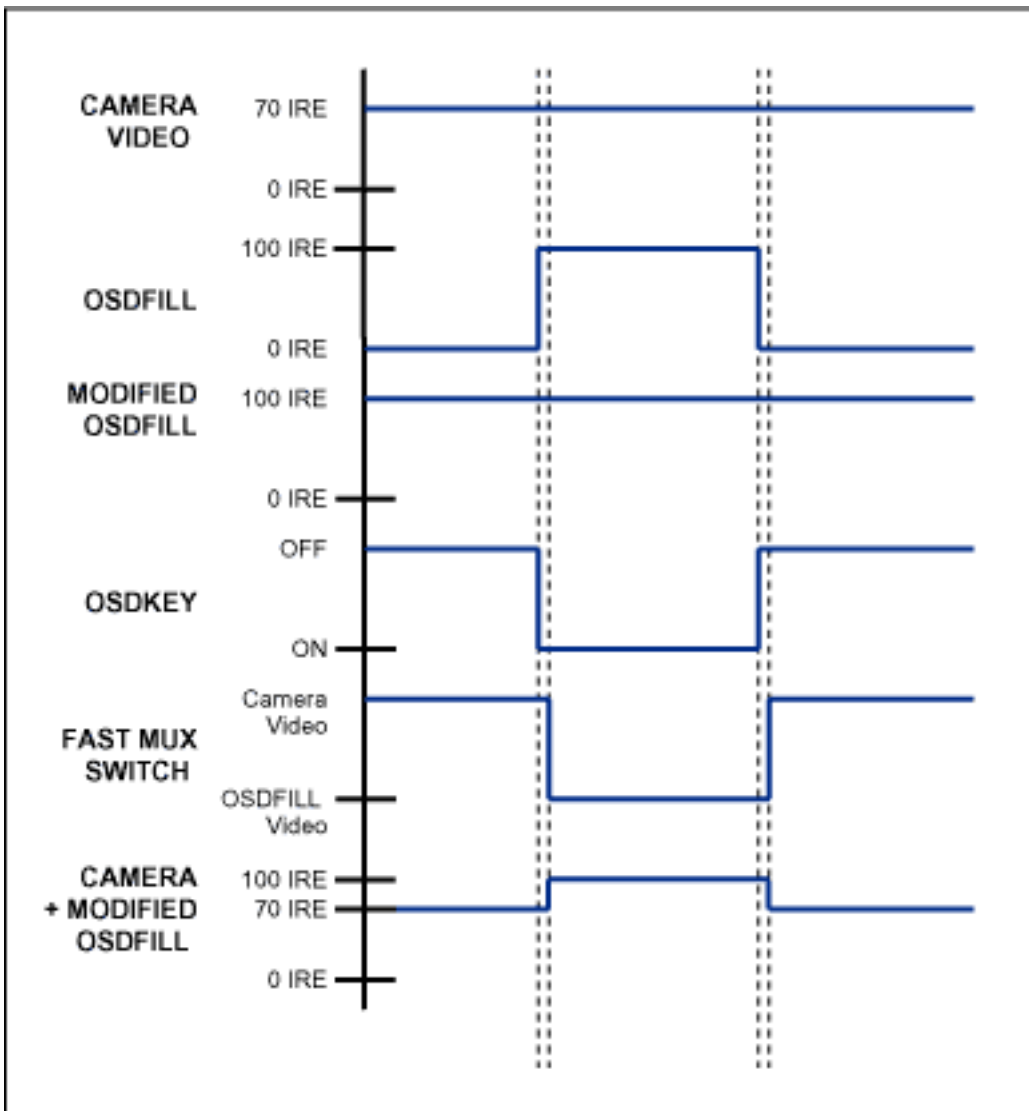 CAMERA
VIDEO
70 IRE
0 IRE
100 IRE
OSDFILL
0 IRE
MODIFIED
OSDFILL
100 IRE
0 IRE
OFF
OSDKEY
ON
Camera
Video
FAST MUX
SWITCH
OSDFILL
Video
CAMERA
+ MODIFIED
OSDFILL
100 IRE
70 IRE
0 IRE